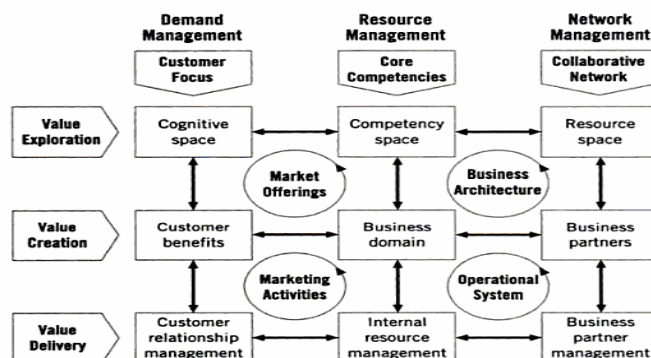 Demand
Management
Resource
Management
Network
Management
Customer
Focus
Core
Competencies
Collaborative
Network
Value
Exploration
Cognitive
space
Competency
space
Resource
space
Market
Offerings
Business
Architecture
Value
Creation
Customer
benefits
Business
domain
Business
partners
Marketing
Activities
Operational
System
Value
Delivery
Customer
relationship
management
Internal
resource
management
Business
partner
management